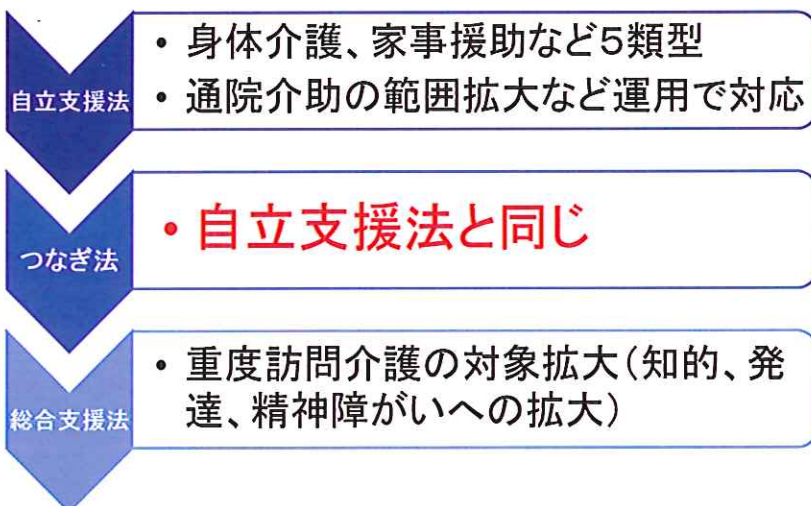 自立支援法
• 身体介護、家事援助など5類型
• 通院介助の範囲拡大など運用で対応
つなぎ法
• 自立支援法と同じ
総合支援法
• 重度訪問介護の対象拡大(知的、発
達、精神障がいへの拡大)